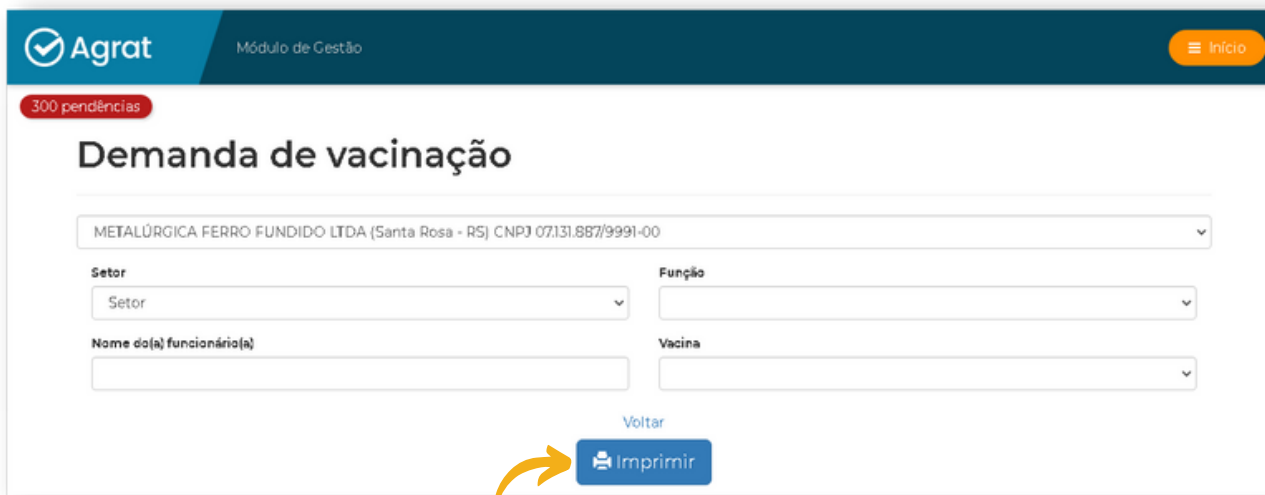 Agrat
Módulo de Gestão
Início
300 pendências
Demanda de vacinação
METALÚRGICA FERRO FUNDIDO LTDA (Santa Rosa - RS) CNPJ 07.131.887/9991-00
Setor
Função
Setor
Nome do(a) funcionário(a)
Vacina
Voltar
Imprimir